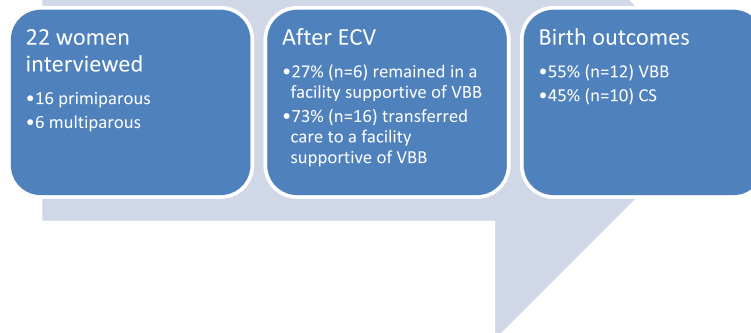 22 women
interviewed
•16 primiparous
•6 multiparous
After ECV
•27% (n=6) remained in a
facility supportive of VBB
•73% (n=16) transferred
care to a facility
supportive of VBB
Birth outcomes
•55% (n=12) VBB
•45% (n=10) CS